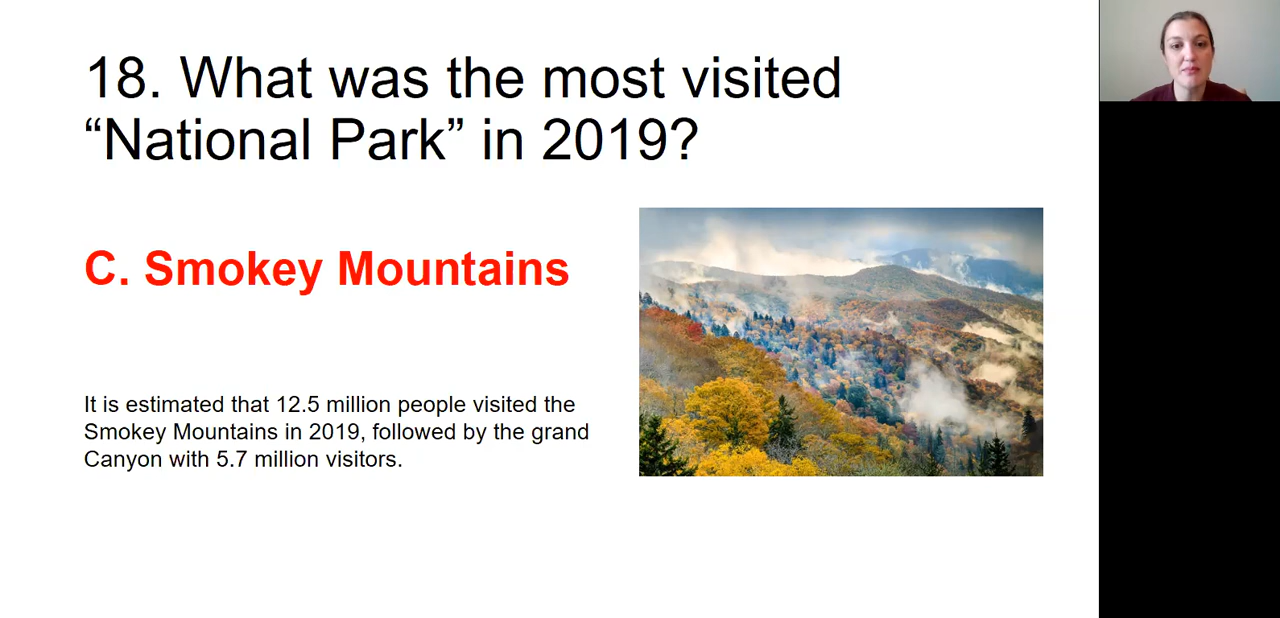 18. What was the most visited
“National Park” in 2019?
C. Smokey Mountains
It is estimated that 12.5 million people visited the
Smokey Mountains in 2019, followed by the grand
Canyon with 5.7 million visitors.